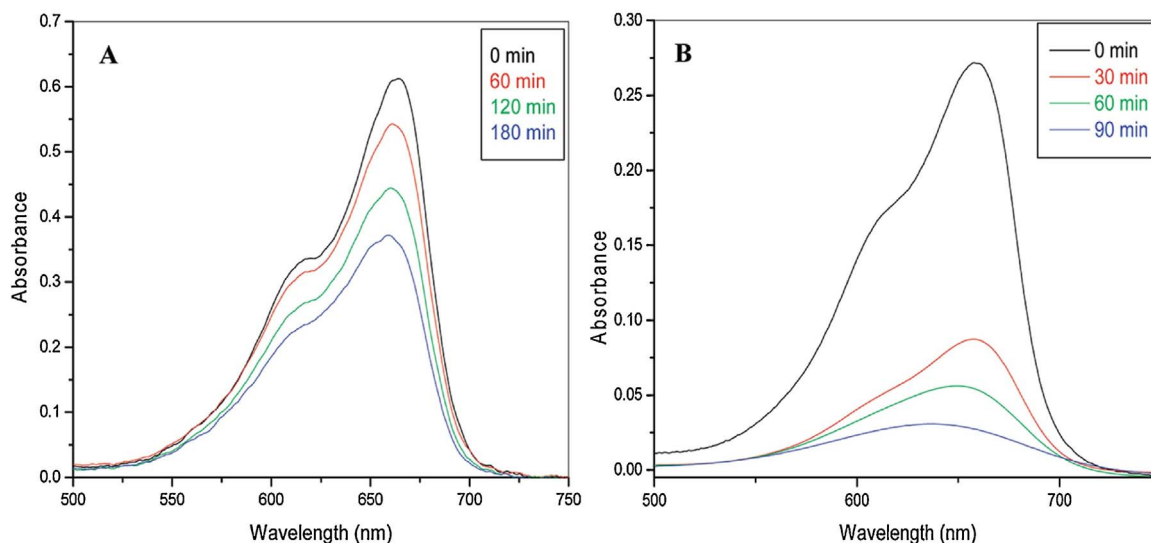 A
0 min
60 min
120 min
180 min
0.7
0.6
0.5
0.4
0.3
0.2
0.1
0.0
Absorbance
500
550
600
650
700
750
Wavelength (nm)
B
0 min
30 min
60 min
90 min
0.30
0.25
0.20
0.15
0.10
0.05
0.00
Absorbance
500
600
700
Wavelength (nm)